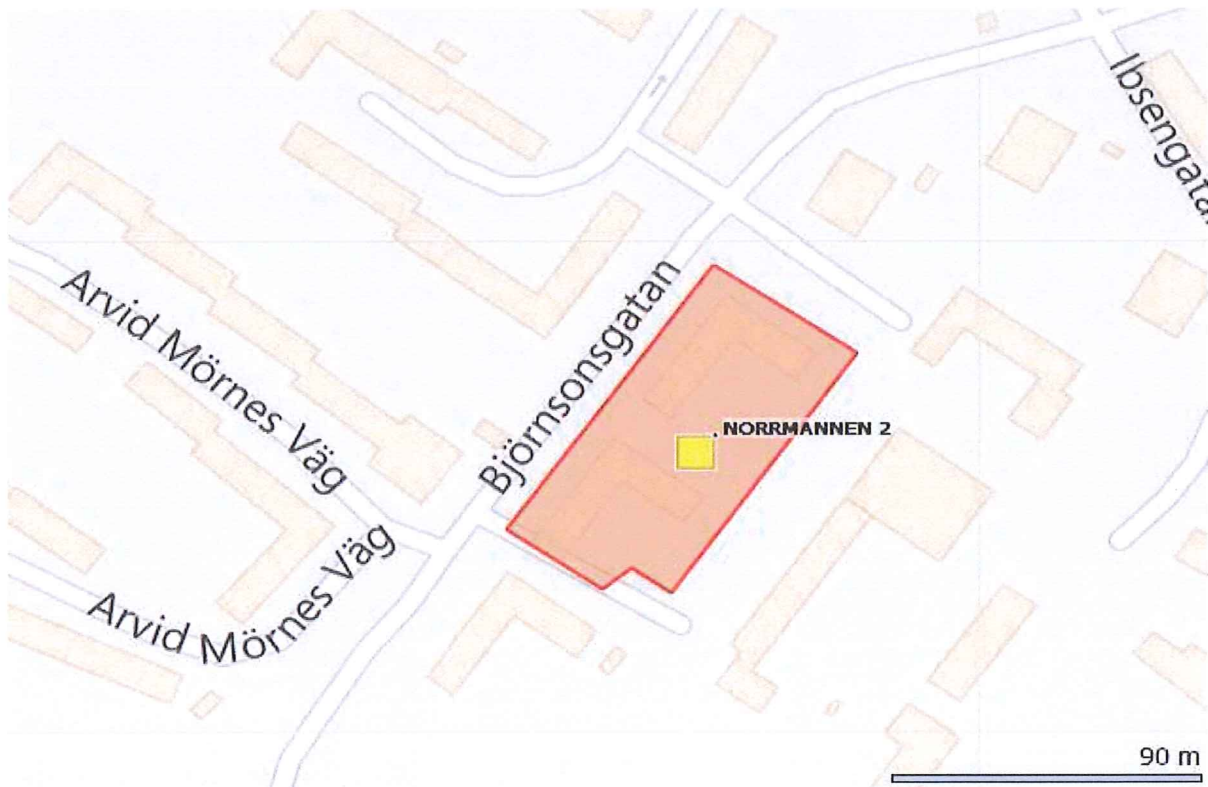 Ibsengatan
Björnsonsgatan
Arvid Mörnes Väg
NORRMANNEN 2
Arvid Mörnes Väg
90 m